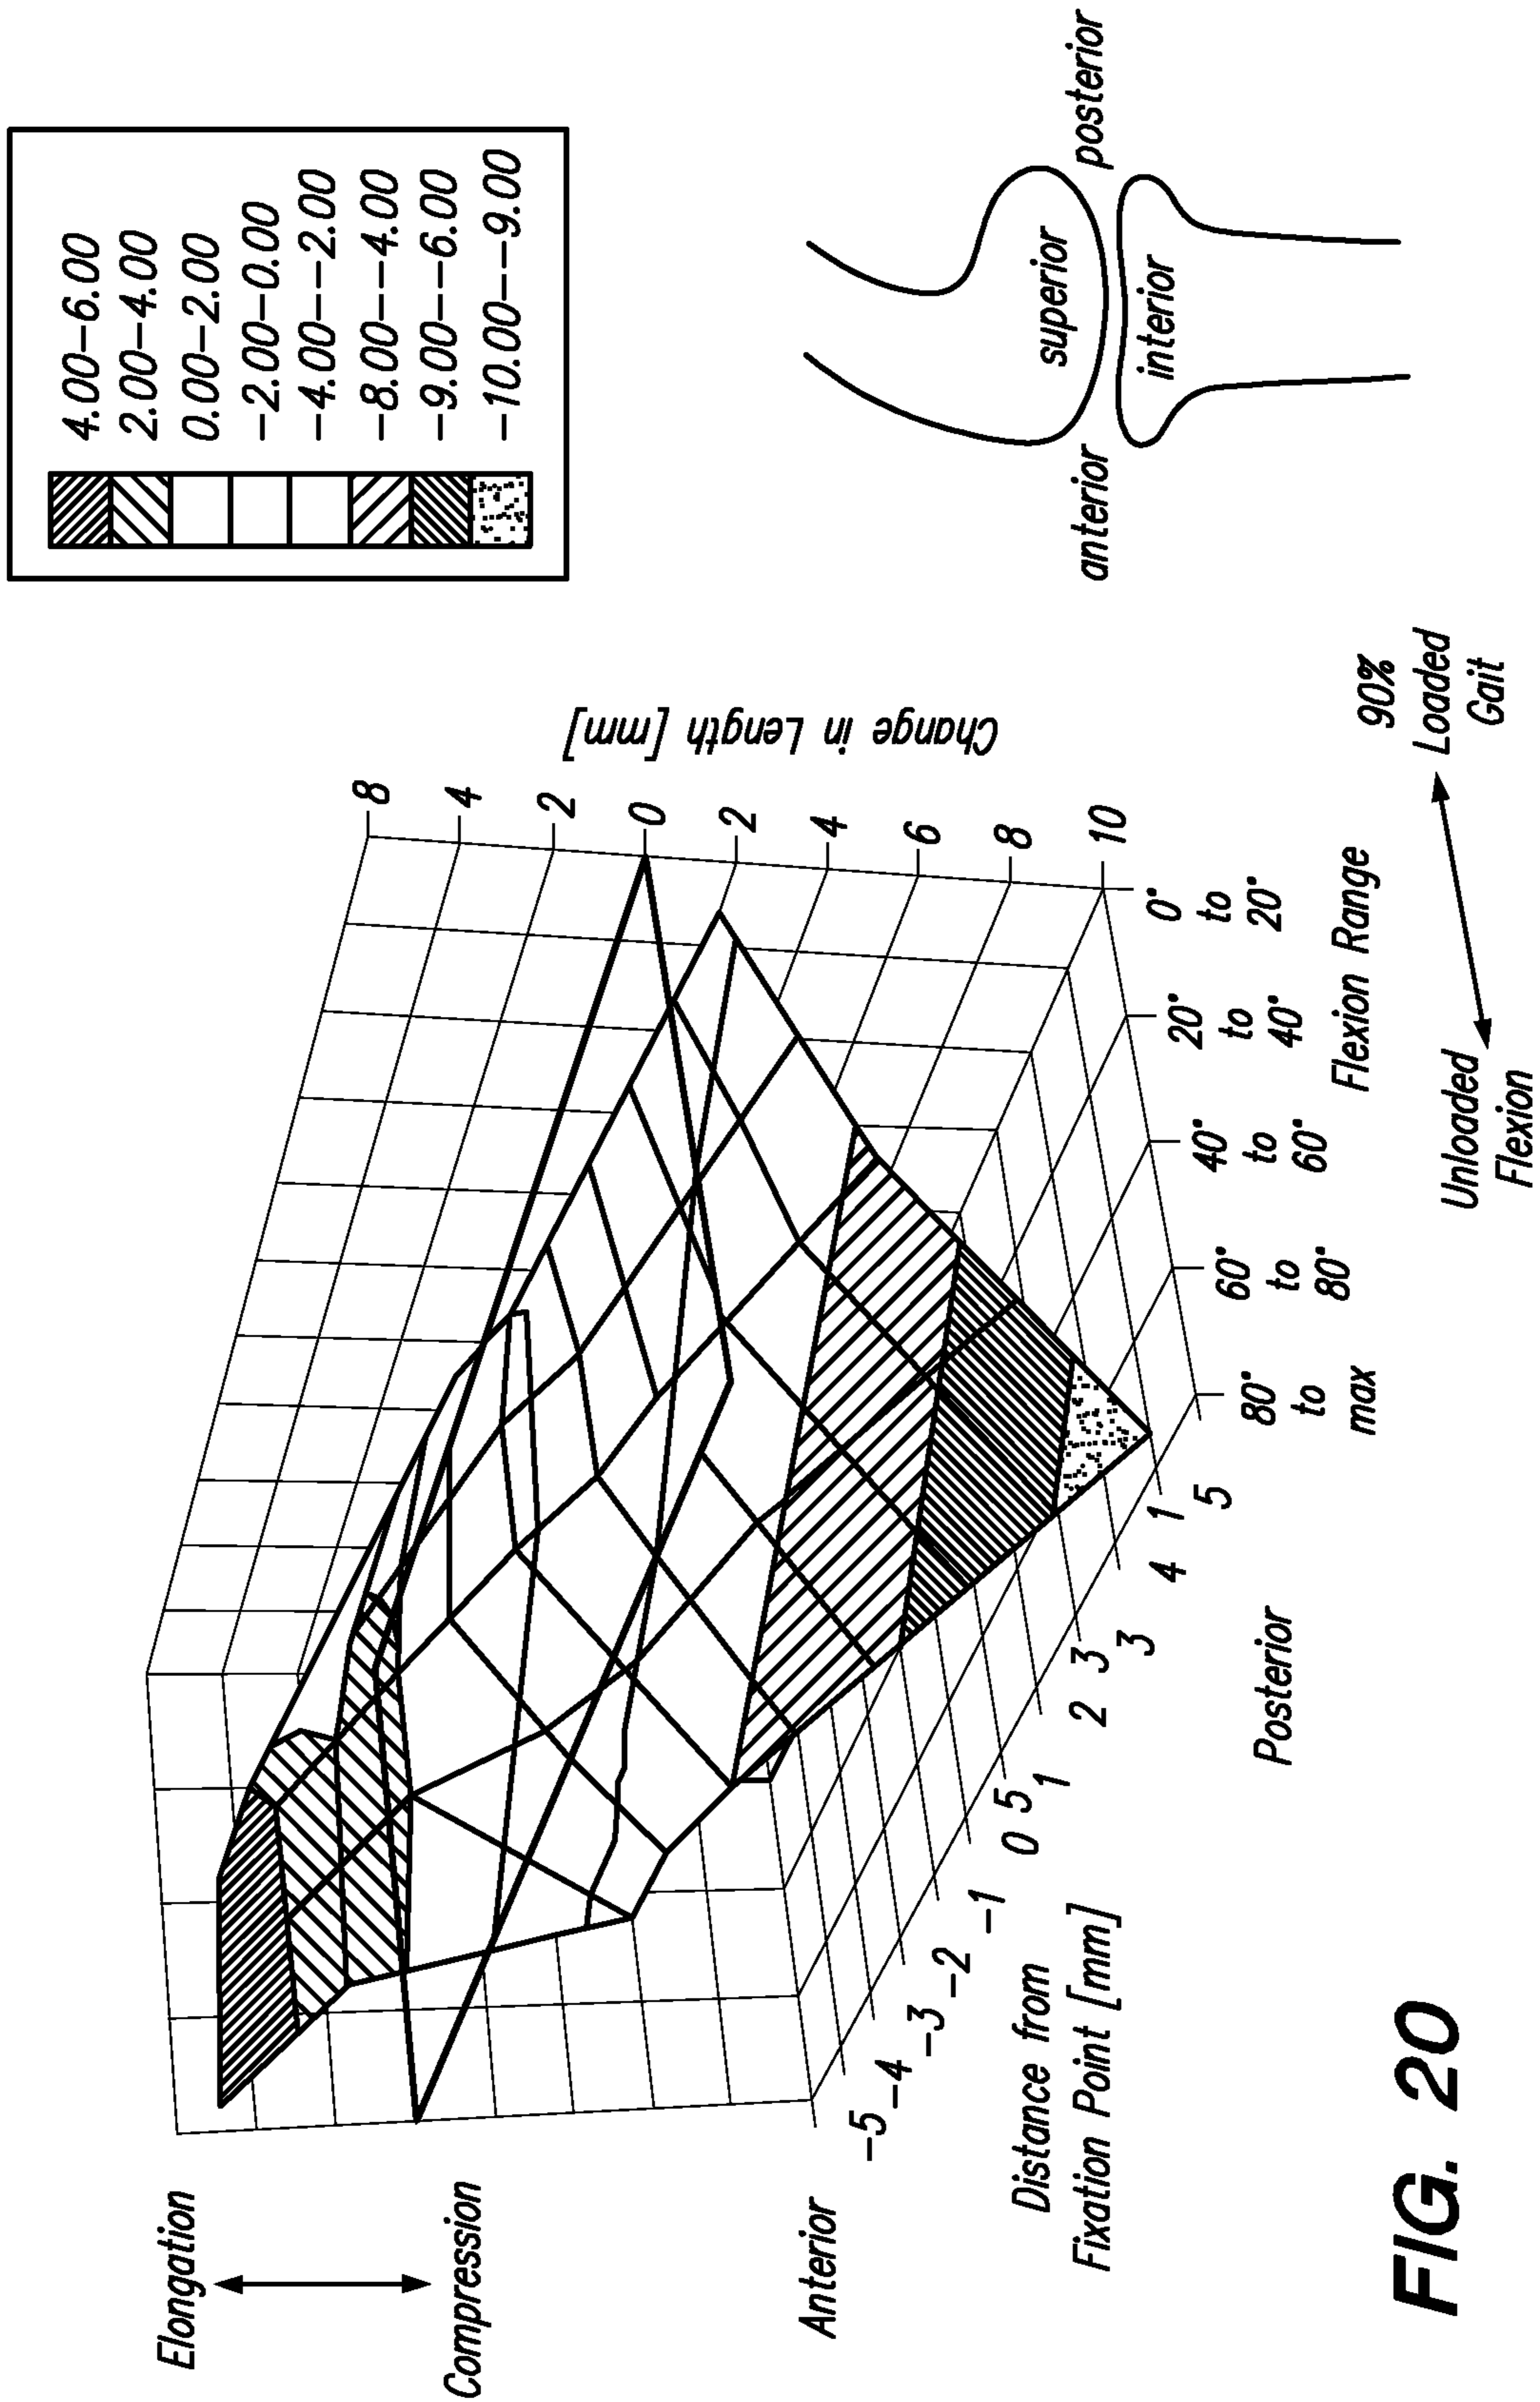 4.00–6.00
2.00–4.00
0.00–2.00
–2.00–0.00
–4.00––2.00
–8.00––4.00
–9.00––6.00
–10.00––9.00
Elongation
Compression
Change in Length [mm]
8
4
2
0
2
4
6
8
10
0°
to
20°
20°
to
40°
40°
to
60°
60°
to
80°
80°
to
max
Flexion Range
90%
Loaded
Gait
Unloaded
Flexion
Anterior
–5
–4
–3
–2
–1
0
5
1
2
3
3
4
1
5
Distance from
Fixation Point [mm]
Posterior
superior
anterior
posterior
interior
FIG. 20